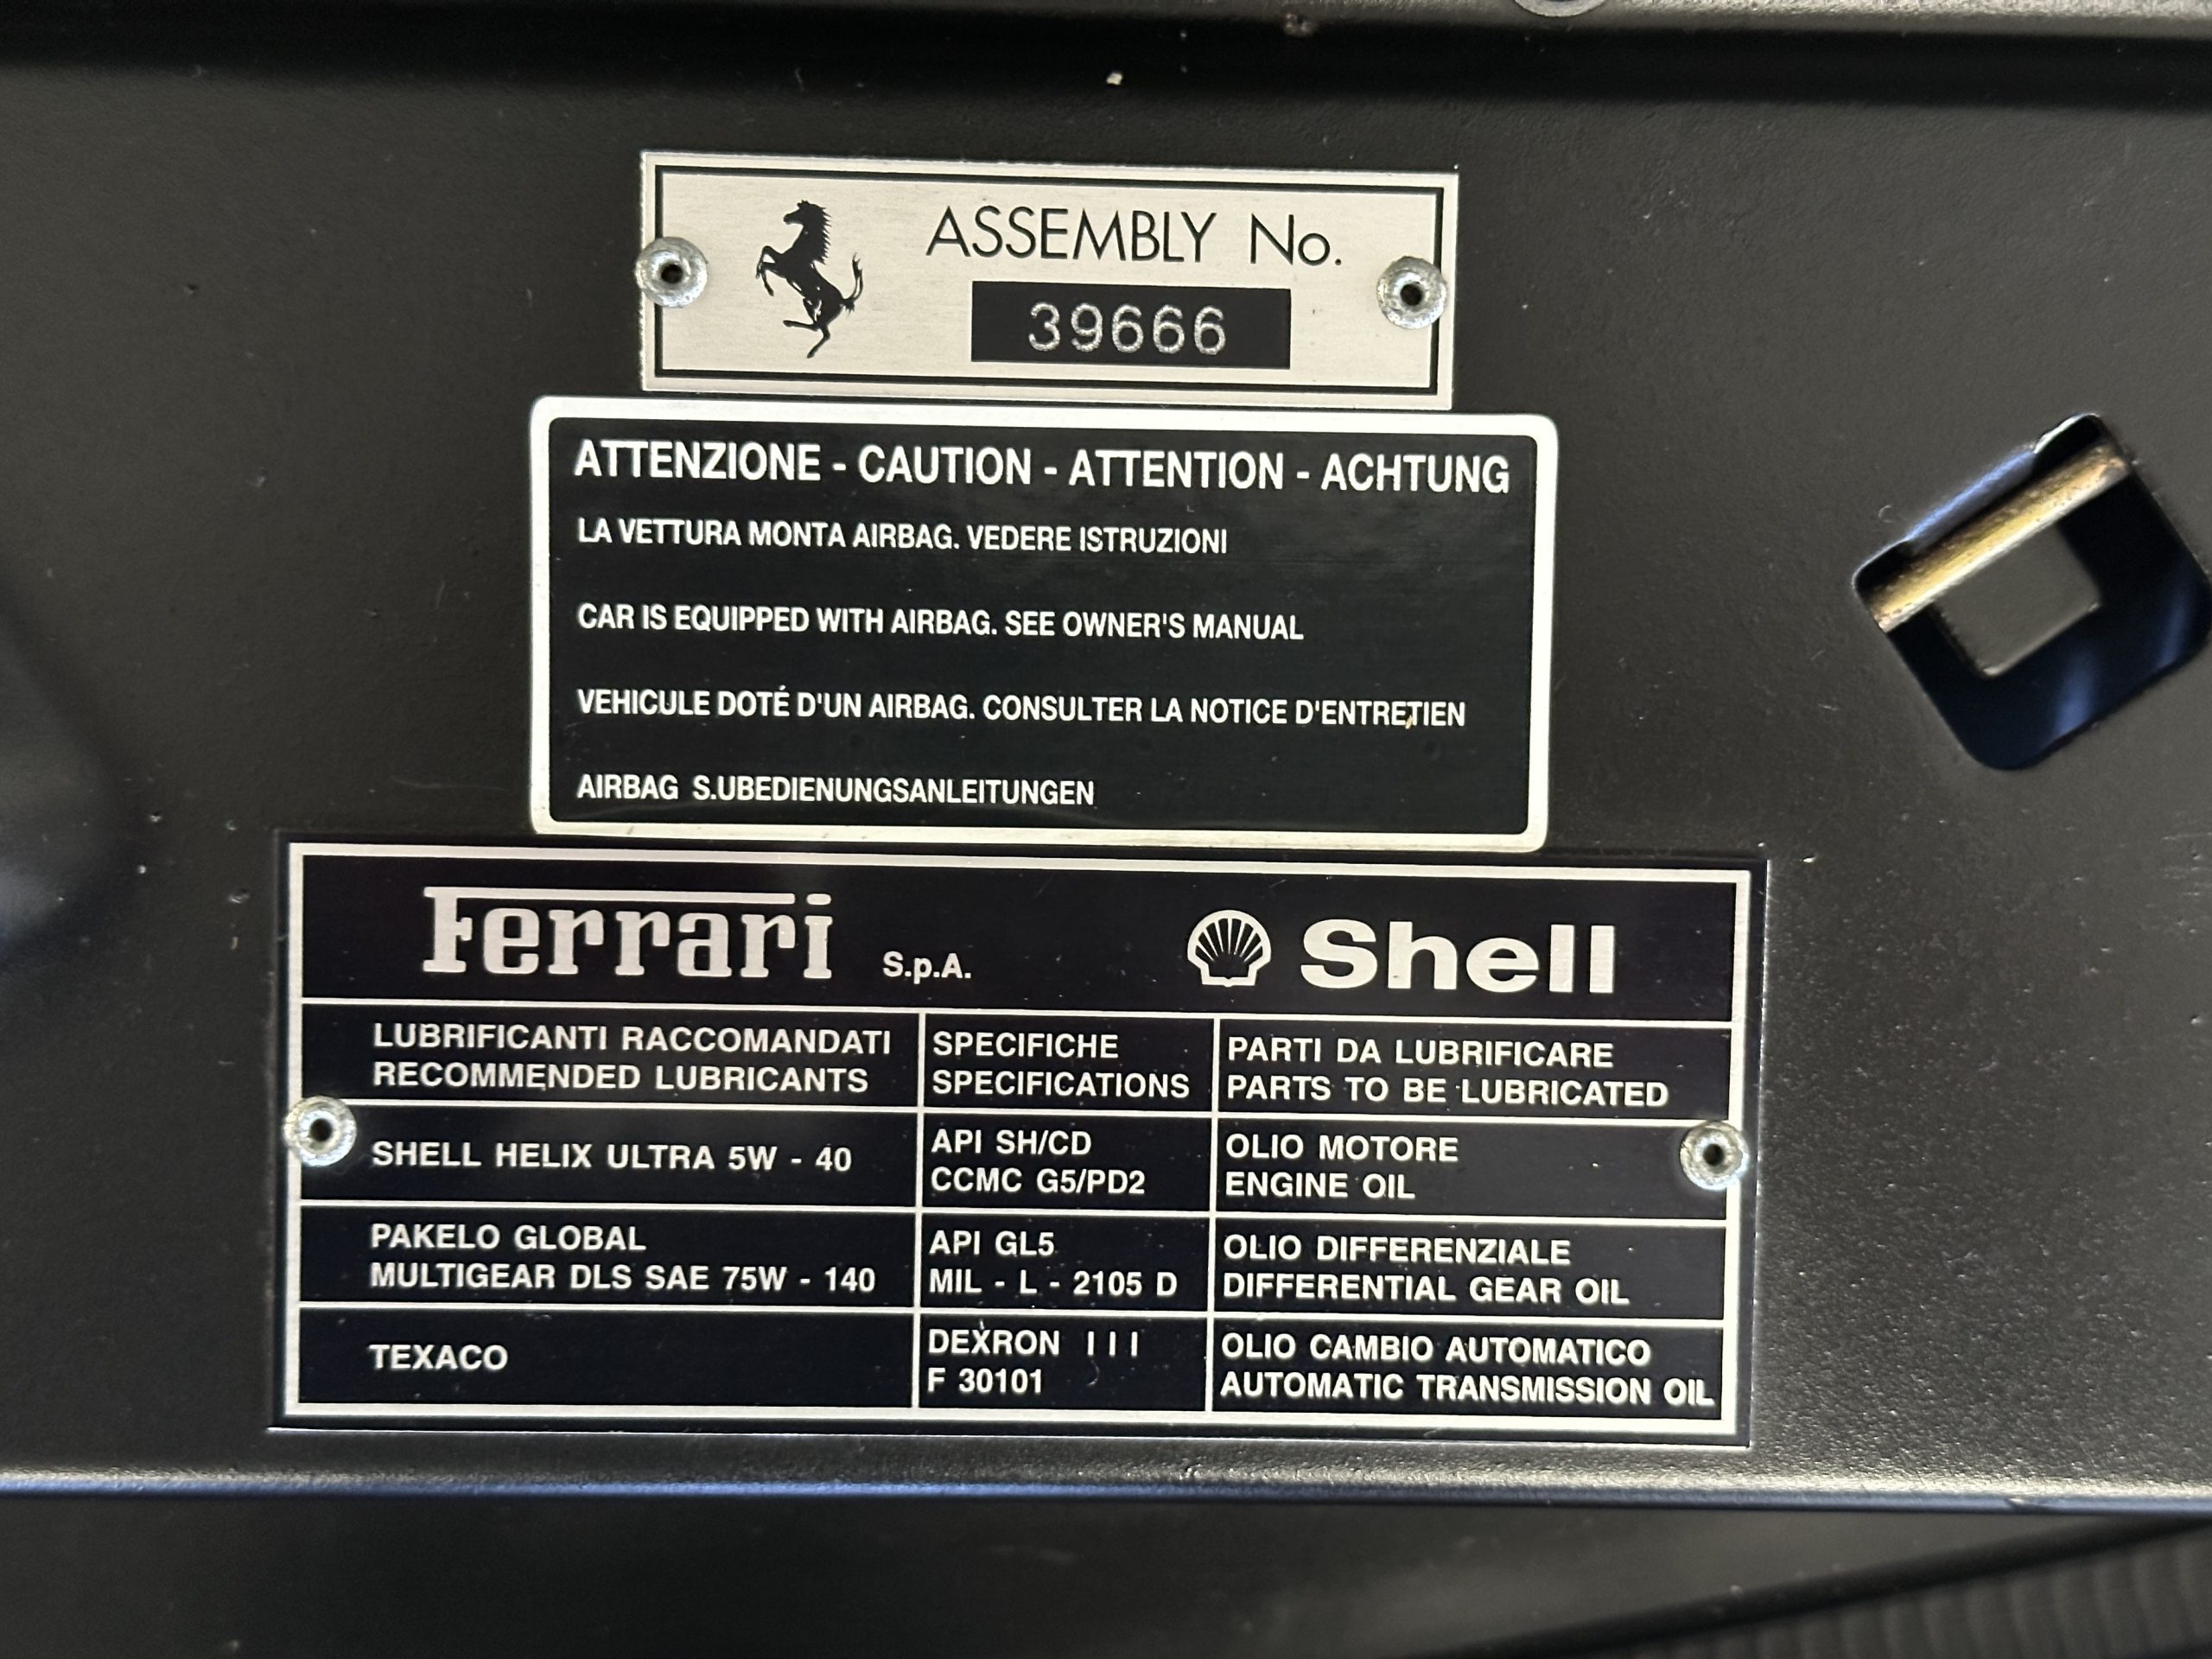 ASSEMBLY No.
39666
ATTENZIONE - CAUTION - ATTENTION - ACHTUNG
LA VETTURA MONTA AIRBAG. VEDERE ISTRUZIONI
CAR IS EQUIPPED WITH AIRBAG. SEE OWNER'S MANUAL
VEHICULE DOTÉ D'UN AIRBAG. CONSULTER LA NOTICE D'ENTRETIEN
AIRBAG S.UBEDIENUNGSANLEITUNGEN
Ferrari S.p.A. Shell
LUBRIFICANTI RACCOMANDATI
RECOMMENDED LUBRICANTS
SPECIFICHE
SPECIFICATIONS
PARTI DA LUBRIFICARE
PARTS TO BE LUBRICATED
SHELL HELIX ULTRA 5W - 40
API SH/CD
CCMC G5/PD2
OLIO MOTORE
ENGINE OIL
PAKELO GLOBAL
MULTIGEAR DLS SAE 75W - 140
API GL5
MIL - L - 2105 D
OLIO DIFFERENZIALE
DIFFERENTIAL GEAR OIL
TEXACO
DEXRON III
F 30101
OLIO CAMBIO AUTOMATICO
AUTOMATIC TRANSMISSION OIL